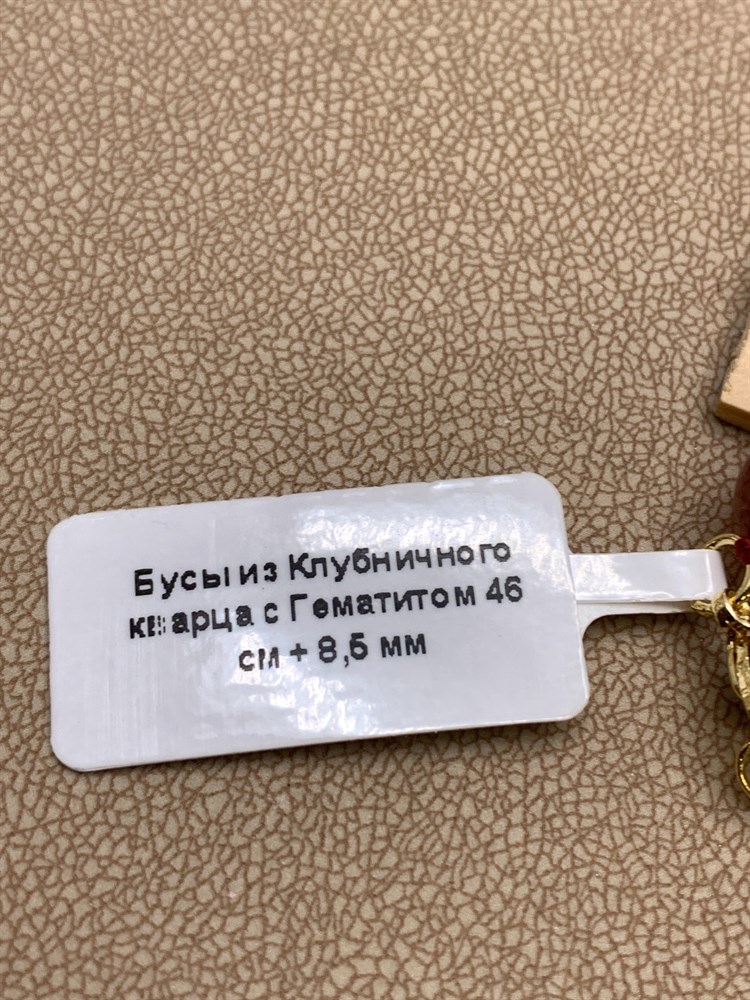 Бусы из Клубничного
кварца с Гематитом 46
см + 8,5 мм